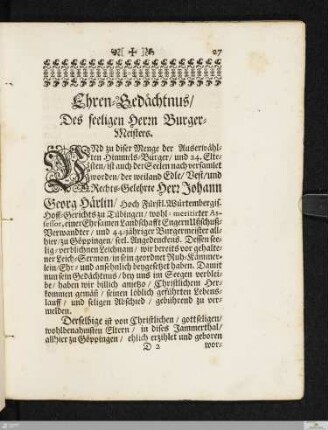 27
Ehren-Gedächtnus/
Des seeligen Herrn Burger-
Meisters.
UNd zu diser Menge der Auserwähl-
ten Himmels-Bürger/ und 24. Elte-
sten/ ist auch der Seelen nach versamlet
worden/ der weiland Edle/ Vest/ und
Rechts-Gelehrte Herr Johann
Georg Härlin/ Hoch Fürstl. Würtembergis.
Hoff-Gerichts zu Tübingen/ wohl-meritirter As-
sessor, einer Ehrsamen Landschafft Engern Ausschuß-
Verwandter/ und 44-jähriger Burgermeister all-
hier/ zu Göppingen/ seel. Angedenckens. Dessen see-
lig-verblichnen Leichnam/ wir bereits vor gehalte-
ner Leich-Sermon/ in sein geordnet Ruh-Kämmer-
lein/ Ehr- und ansehnlich beygesetzet haben. Damit
nun sein Gedächtnus/ bey uns im Seegen verblei-
be/ haben wir billich anietzo/ Christlichem Her-
kommen gemäß/ seinen löblich geführten Lebens-
lauff/ und seligen Abschied/ gebührend zu ver-
melden.
Derselbige ist von Christlichen/ gottseligen/
wohlbenahmsten Eltern/ in dises Jammerthal/
allhier zu Göppingen/ ehlich erzihlet und geboren
D 2
wor-